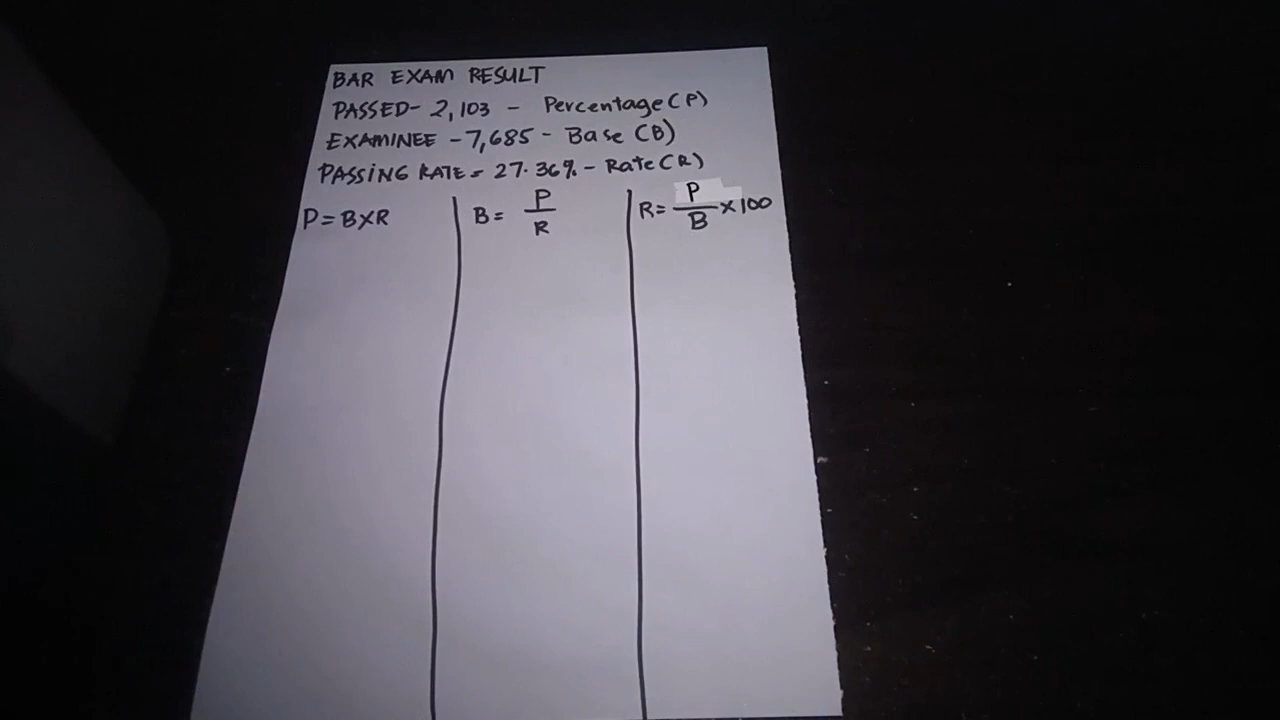 BAR EXAM RESULT
PASSED - 2,103 - Percentage (P)
EXAMINEE - 7,685 - Base (B)
PASSING RATE = 27.36% - Rate (R)
P = B X R
B = P / R
R = P / B X 100